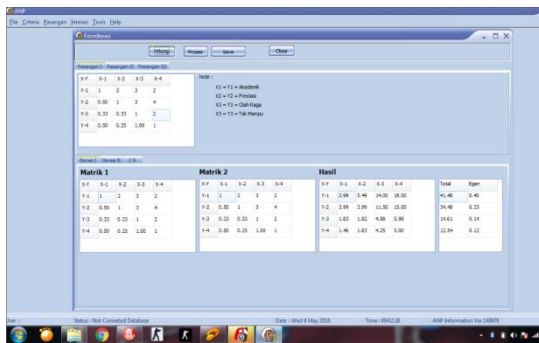 ANP
File Criteria Pasangan Iterasi Tools Help
FormIterasi
Hitung Proses Save Close
Pasangan I Pasangan II Pasangan III
X-Y X-1 X-2 X-3 X-4
Y-1 1 2 3 2
Y-2 0.50 1 3 4
Y-3 0.33 0.33 1 2
Y-4 0.50 0.25 1.00 1
Note :
X1 = Y1 = Akademik
X2 = Y2 = Prestasi
X3 = Y3 = Olah Raga
X3 = Y3 = Tak Mampu
Iterasi I Iterasi II C.R
Matrik 1
X-Y X-1 X-2 X-3 X-4
Y-1 1 2 3 2
Y-2 0.50 1 3 4
Y-3 0.33 0.33 1 2
Y-4 0.50 0.25 1.00 1
Matrik 2
X-Y X-1 X-2 X-3 X-4
Y-1 1 2 3 2
Y-2 0.50 1 3 4
Y-3 0.33 0.33 1 2
Y-4 0.50 0.25 1.00 1
Hasil
X-Y X-1 X-2 X-3 X-4
Y-1 3.99 5.49 14.00 18.00
Y-2 3.99 3.99 11.50 15.00
Y-3 1.83 1.82 4.98 5.98
Y-4 1.46 1.83 4.25 5.00
Total Egen
41.48 0.40
34.48 0.33
14.61 0.14
12.54 0.12
User :
Status : Not Conneted Database
Date : Wed 4 May 2016
ANP Information Ver 140870